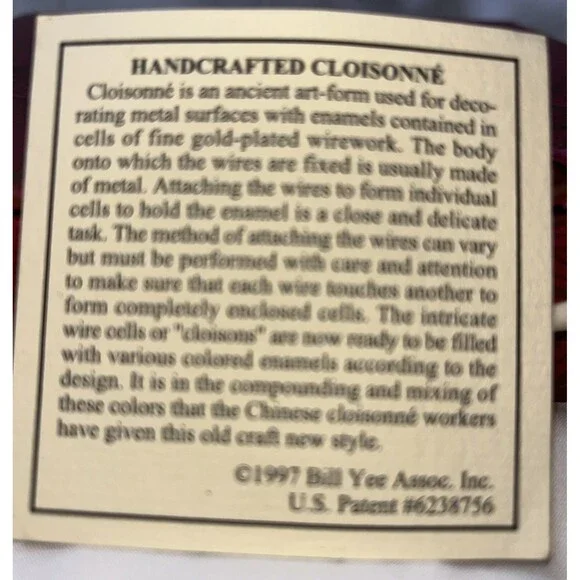 HANDCRAFTED CLOISONNÉ
Cloisonné is an ancient art-form used for deco-
rating metal surfaces with enamels contained in
cells of fine gold-plated wirework. The body
onto which the wires are fixed is usually made
of metal. Attaching the wires to form individual
cells to hold the enamel is a close and delicate
task. The method of attaching the wires can vary
but must be performed with care and attention
to make sure that each wire touches another to
form completely enclosed cells. The intricate
wire cells or "cloisons" are now ready to be filled
with various colored enamels according to the
design. It is in the compounding and mixing of
these colors that the Chinese cloisonné workers
have given this old craft new style.
©1997 Bill Yee Assoc. Inc.
U.S. Patent #6238756